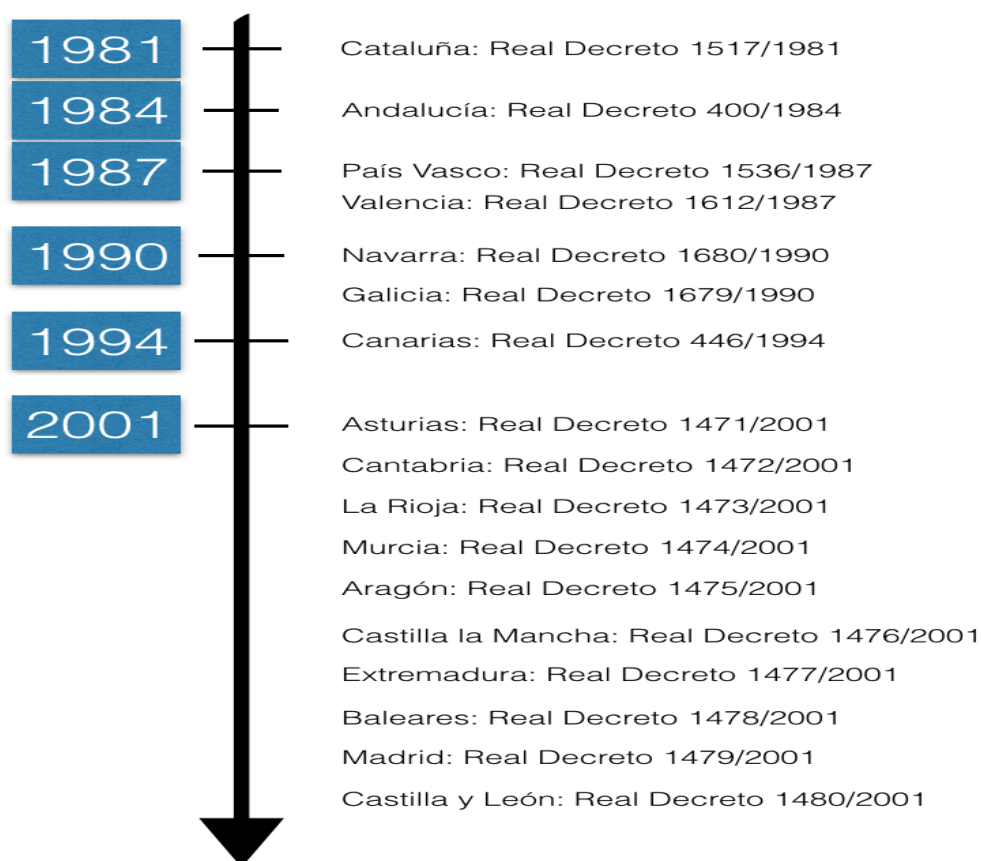 1981
Cataluña: Real Decreto 1517/1981
1984
Andalucía: Real Decreto 400/1984
1987
País Vasco: Real Decreto 1536/1987
Valencia: Real Decreto 1612/1987
1990
Navarra: Real Decreto 1680/1990
Galicia: Real Decreto 1679/1990
1994
Canarias: Real Decreto 446/1994
2001
Asturias: Real Decreto 1471/2001
Cantabria: Real Decreto 1472/2001
La Rioja: Real Decreto 1473/2001
Murcia: Real Decreto 1474/2001
Aragón: Real Decreto 1475/2001
Castilla la Mancha: Real Decreto 1476/2001
Extremadura: Real Decreto 1477/2001
Baleares: Real Decreto 1478/2001
Madrid: Real Decreto 1479/2001
Castilla y León: Real Decreto 1480/2001